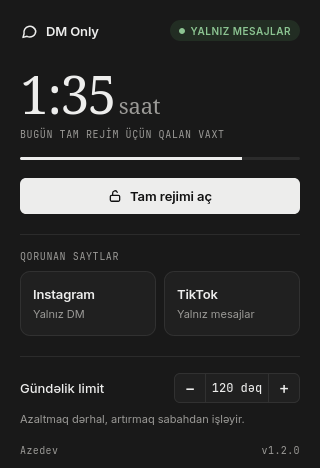 DM Only
YALNIZ MESAJLAR
1:35 saat
BUGÜN TAM REJİM ÜÇÜN QALAN VAXT
Tam rejimi aç
QORUNAN SAYTLAR
Instagram
Yalnız DM
TikTok
Yalnız mesajlar
Gündəlik limit
− 120 dəq +
Azaltmaq dərhal, artırmaq sabahdan işləyir.
Azedev
v1.2.0